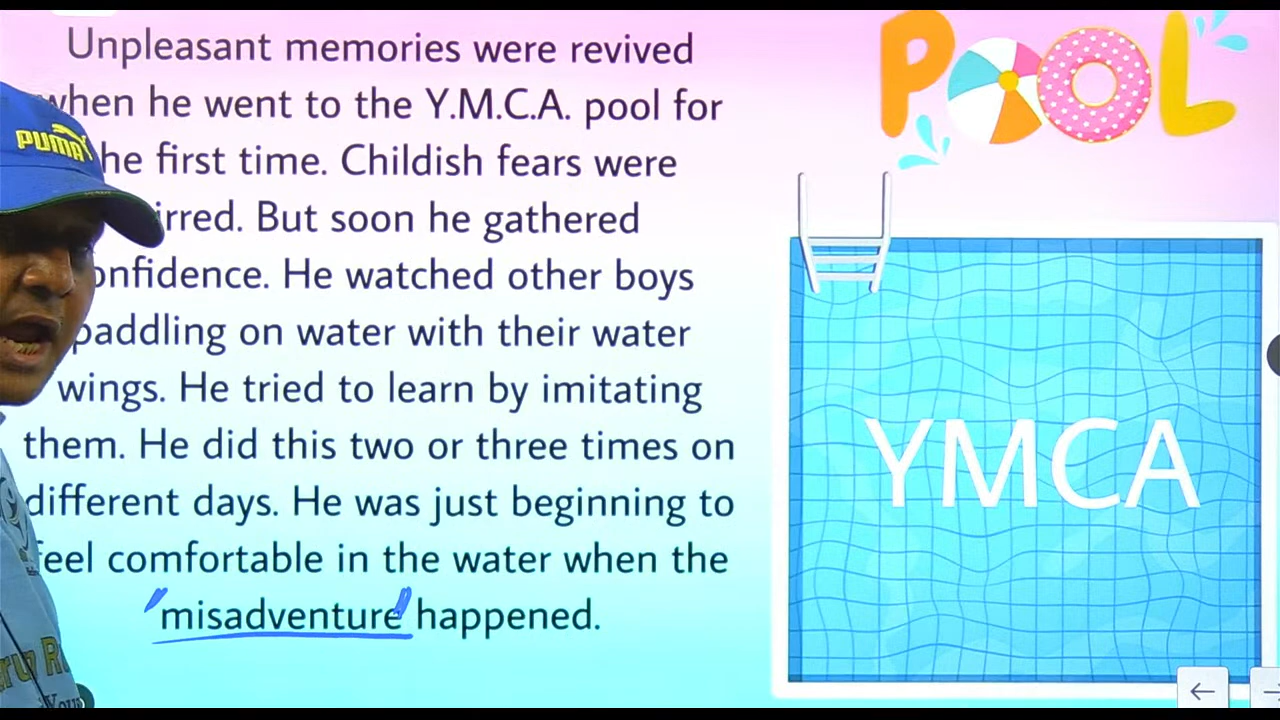 Unpleasant memories were revived
when he went to the Y.M.C.A. pool for
he first time. Childish fears were
irred. But soon he gathered
onfidence. He watched other boys
paddling on water with their water
wings. He tried to learn by imitating
them. He did this two or three times on
different days. He was just beginning to
feel comfortable in the water when the
'misadventure' happened.
POOL
YMCA
PUMA